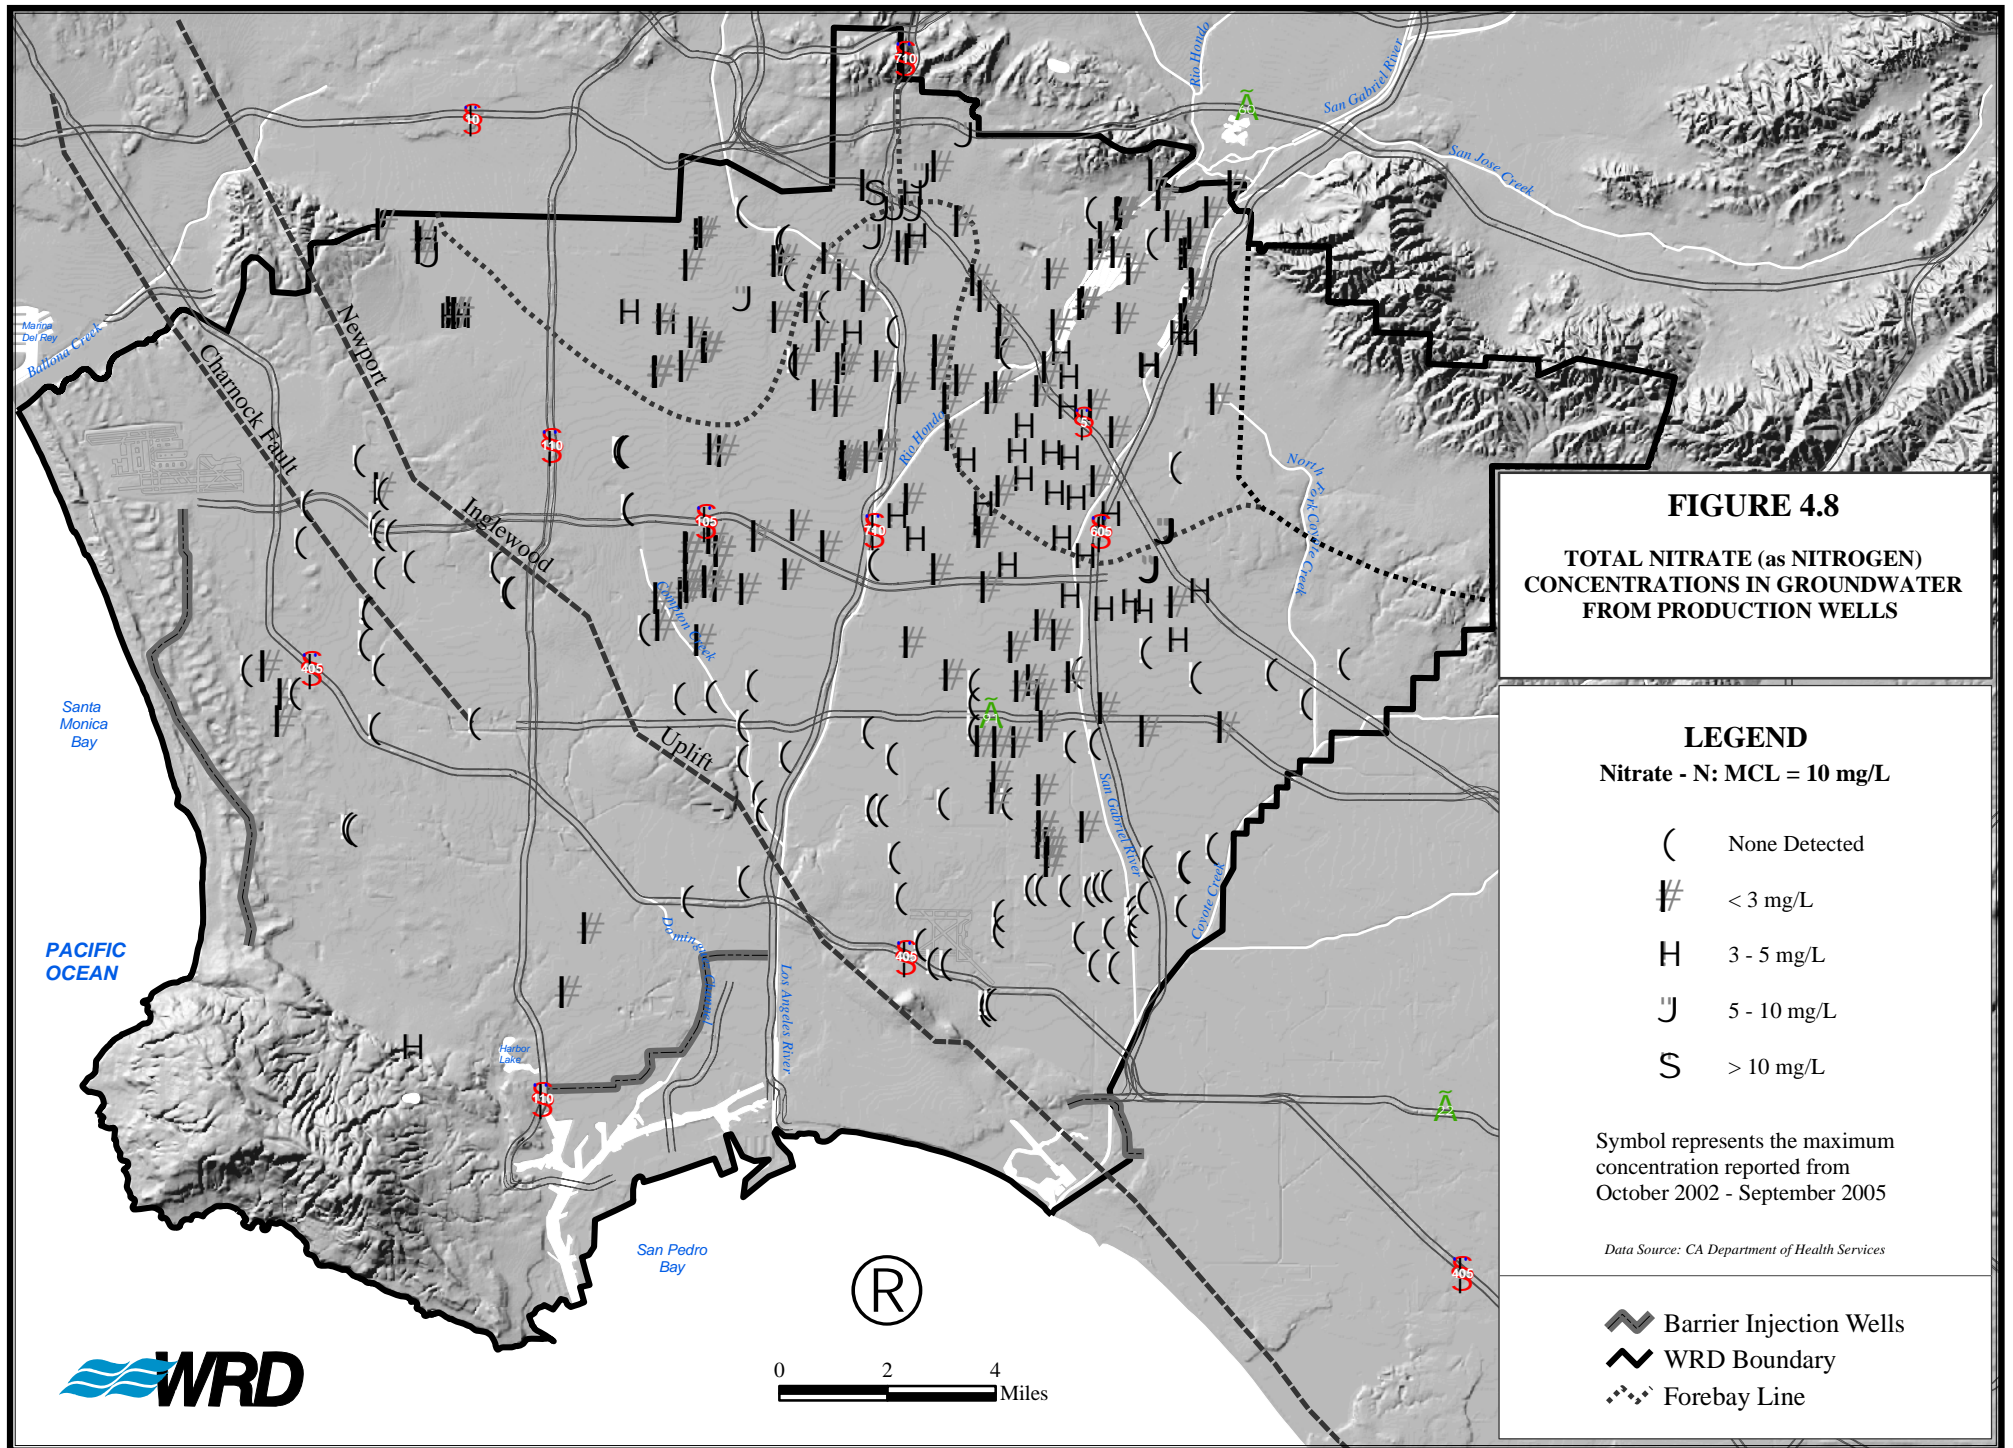 710
10
60
Rio Hondo
San Gabriel River
San Jose Creek
Marina
Del Rey
Ballona Creek
Newport
Charnock Fault
Inglewood
Uplift
110
105
710
5
605
405
91
Rio Hondo
North
Fork Coyote Creek
Compton Creek
Santa
Monica
Bay
San Gabriel River
Coyote Creek
PACIFIC
OCEAN
Dominguez Channel
Los Angeles River
405
Harbor
Lake
110
22
405
San Pedro
Bay
R
WRD
0 2 4
Miles
FIGURE 4.8
TOTAL NITRATE (as NITROGEN)
CONCENTRATIONS IN GROUNDWATER
FROM PRODUCTION WELLS
LEGEND
Nitrate - N: MCL = 10 mg/L
( None Detected
# < 3 mg/L
H 3 - 5 mg/L
J 5 - 10 mg/L
S > 10 mg/L
Symbol represents the maximum
concentration reported from
October 2002 - September 2005
Data Source: CA Department of Health Services
Barrier Injection Wells
WRD Boundary
Forebay Line